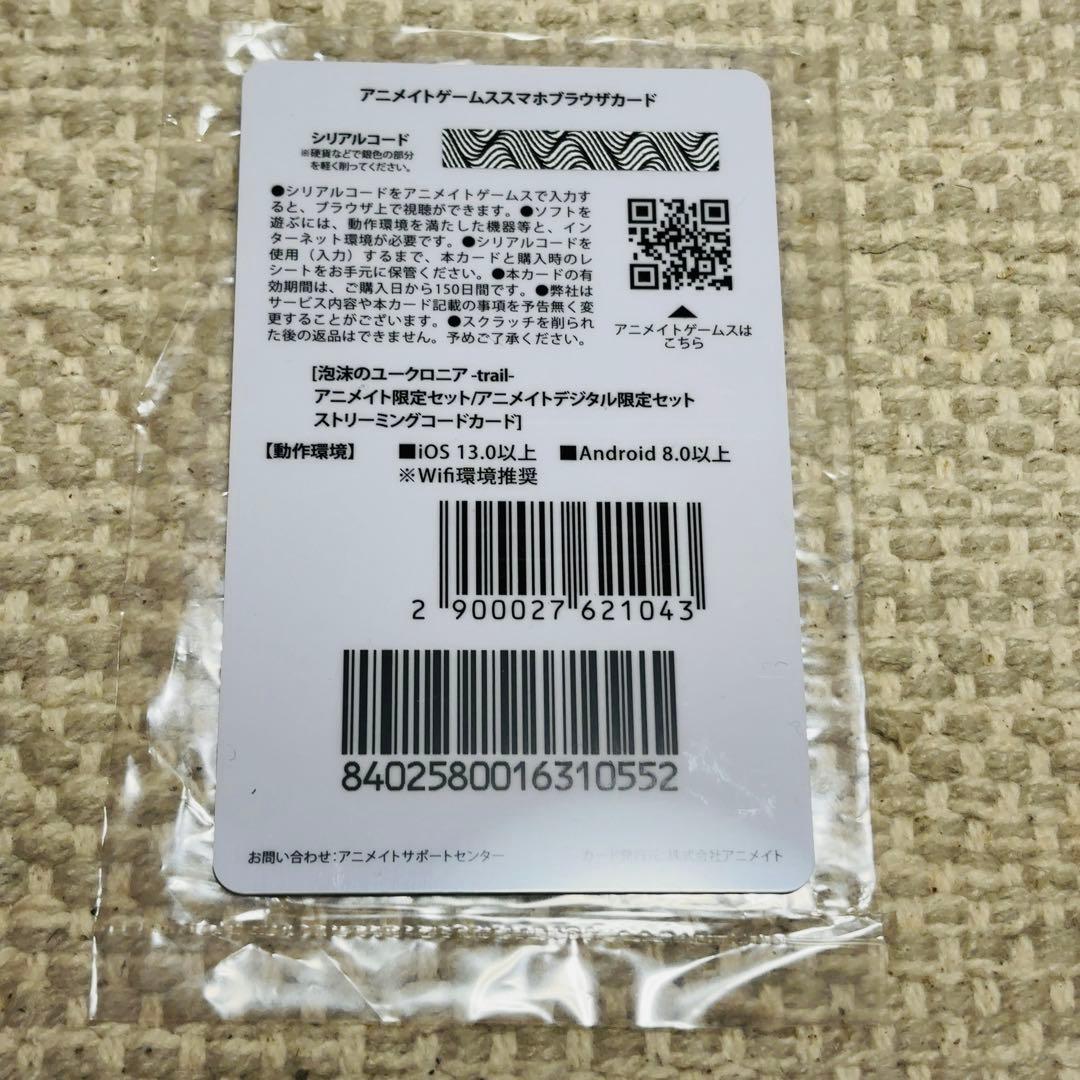 アニメイトゲームススマホブラウザカード
シリアルコード
※硬貨などで銀色の部分
を軽く削ってください。
●シリアルコードをアニメイトゲームスで入力す
ると、ブラウザ上で視聴ができます。●ソフトを
遊ぶには、動作環境を満たした機器等と、イン
ターネット環境が必要です。●シリアルコードを
使用（入力）するまで、本カードと購入時のレ
シートをお手元に保管ください。●本カードの有
効期間は、ご購入日から150日間です。●弊社は
サービス内容や本カード記載の事項を予告無く変
更することがございます。●スクラッチを削られ
た後の返品はできません。予めご了承ください。
アニメイトゲームスは
こちら
[泡沫のユークロニア -trail-
アニメイト限定セット/アニメイトデジタル限定セット
ストリーミングコードカード]
【動作環境】 ■iOS 13.0以上 ■Android 8.0以上
※Wifi環境推奨
2 900027 621043
8402580016310552
お問い合わせ：アニメイトサポートセンター カード発行元：株式会社アニメイト